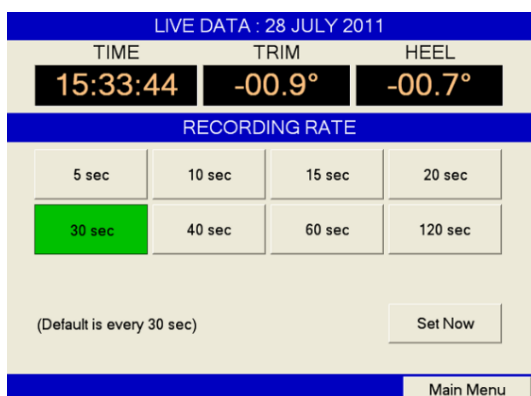 LIVE DATA : 28 JULY 2011
TIME TRIM HEEL
15:33:44 -00.9° -00.7°
RECORDING RATE
5 sec 10 sec 15 sec 20 sec
30 sec 40 sec 60 sec 120 sec
(Default is every 30 sec) Set Now
Main Menu